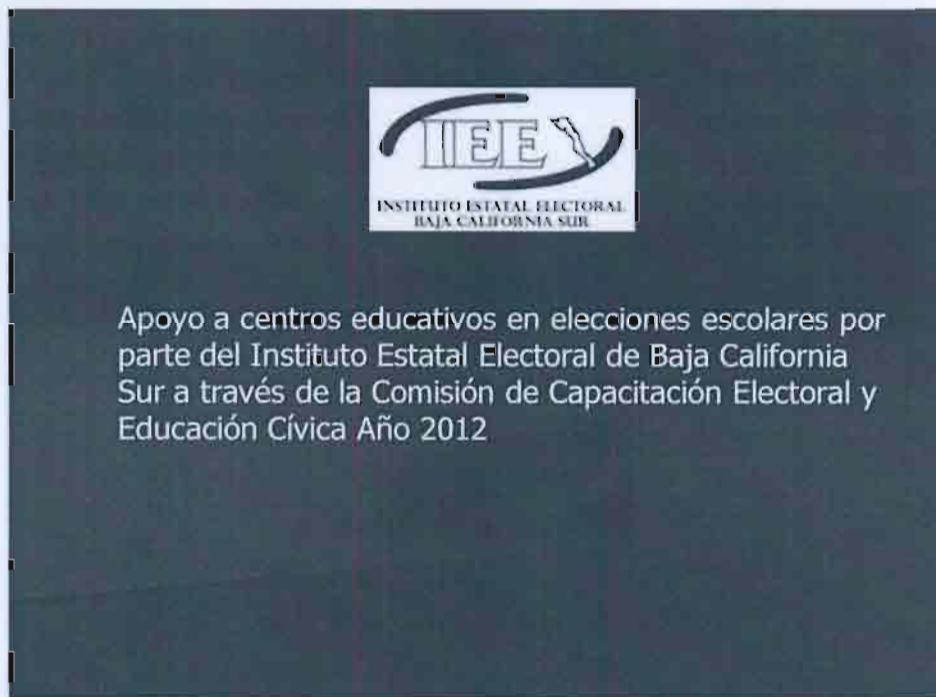 IEE
INSTITUTO ESTATAL ELECTORAL
BAJA CALIFORNIA SUR
Apoyo a centros educativos en elecciones escolares por
parte del Instituto Estatal Electoral de Baja California
Sur a través de la Comisión de Capacitación Electoral y
Educación Cívica Año 2012